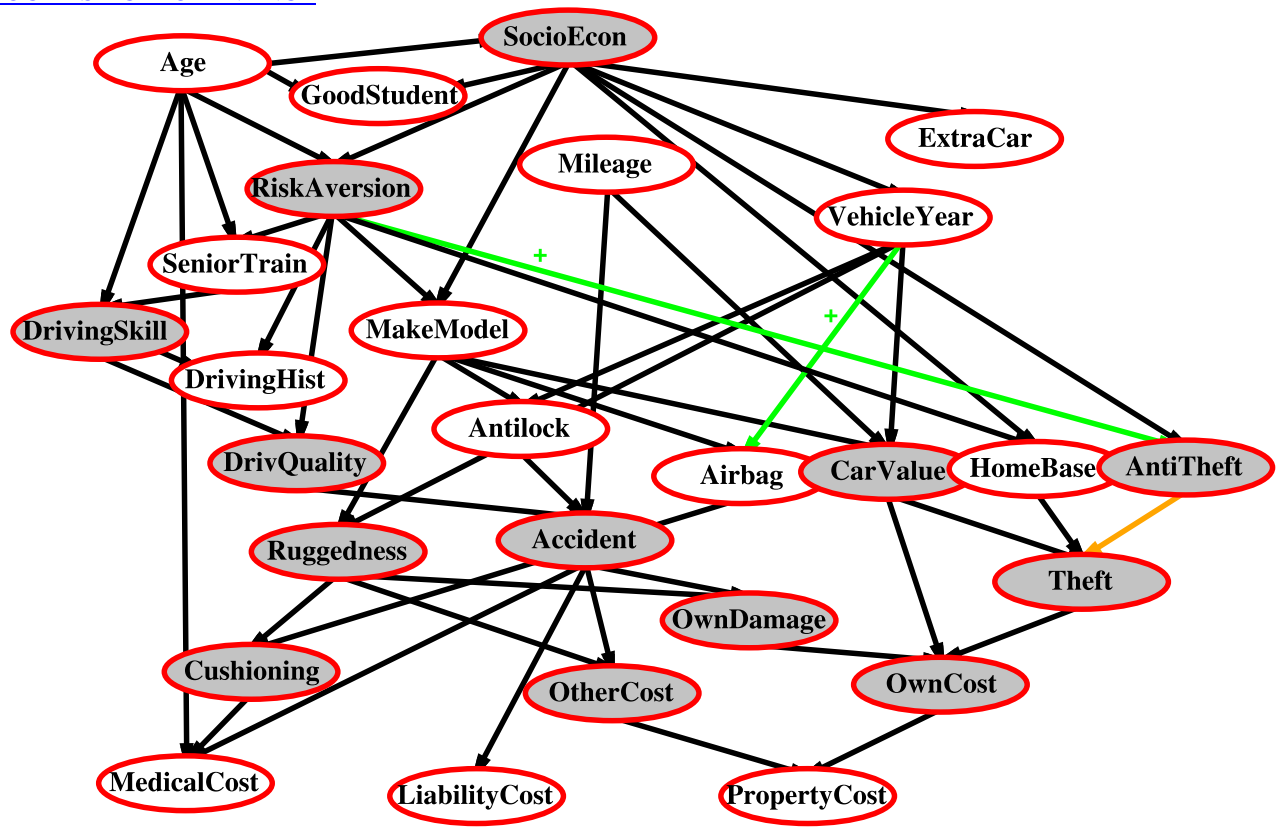 SocioEcon
Age
GoodStudent
ExtraCar
Mileage
RiskAversion
VehicleYear
+
SeniorTrain
+
DrivingSkill
MakeModel
DrivingHist
Antilock
DrivQuality
Airbag
CarValue
HomeBase
AntiTheft
Accident
Ruggedness
Theft
OwnDamage
Cushioning
OtherCost
OwnCost
MedicalCost
LiabilityCost
PropertyCost